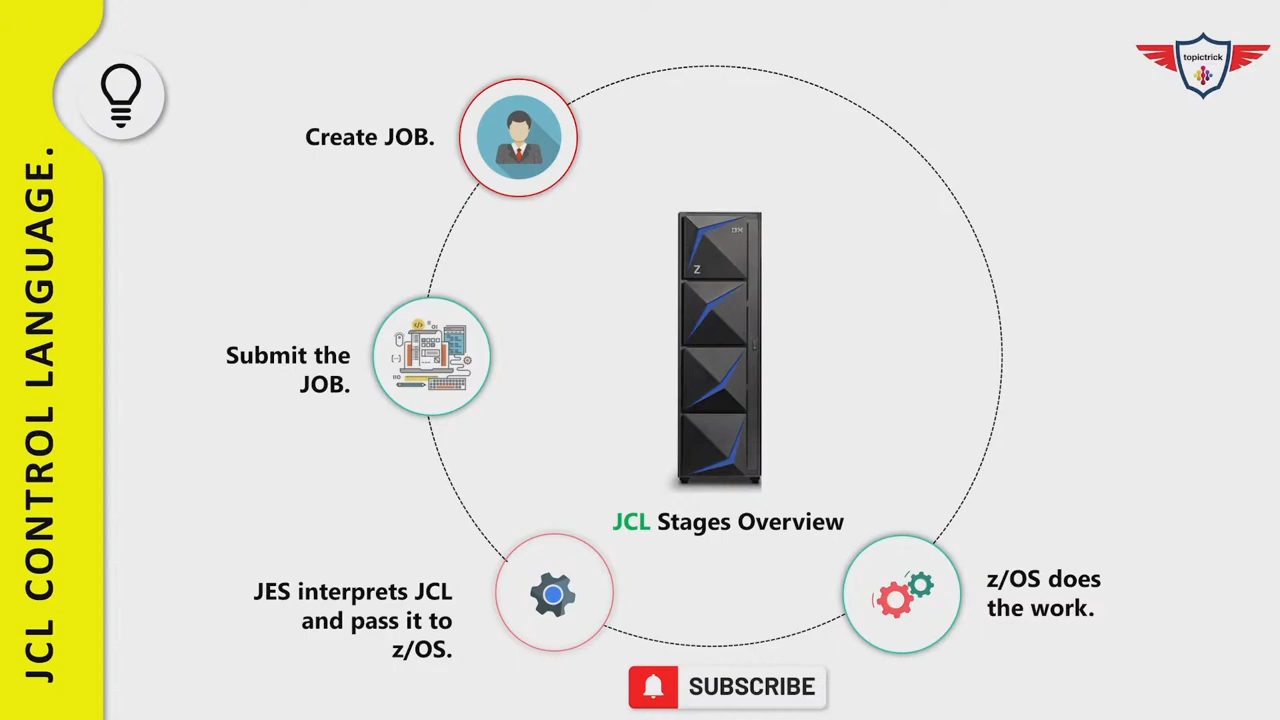 JCL CONTROL LANGUAGE.
topictrick
Create JOB.
IBM
Z
Submit the
JOB.
JCL Stages Overview
JES interprets JCL
and pass it to
z/OS.
z/OS does
the work.
SUBSCRIBE